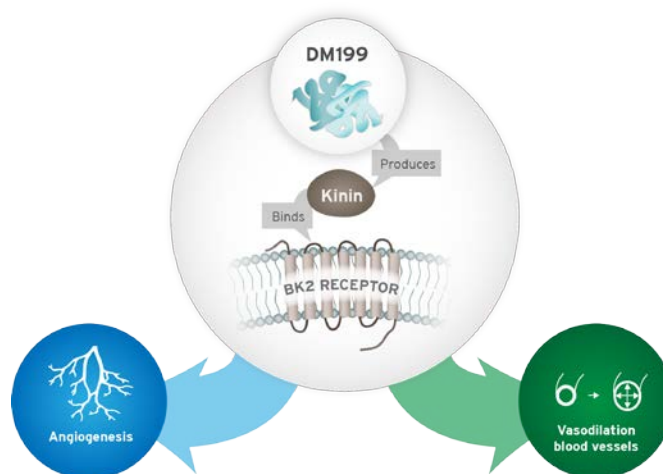 DM199
Produces
Kinin
Binds
BK2 RECEPTOR
Angiogenesis
Vasodilation
blood vessels